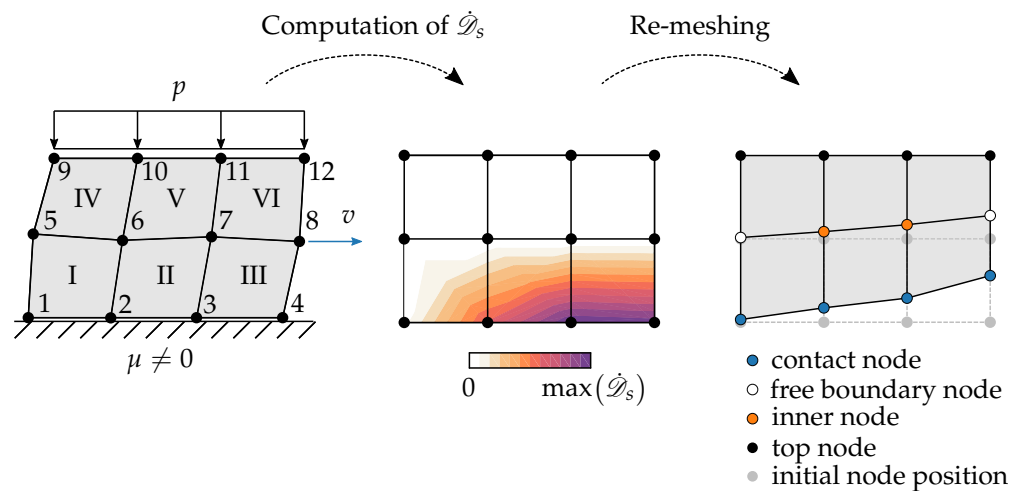 Computation of 𝒟̇ₛ
Re-meshing
p
9 10 11 12
IV V VI
5 6 7 8
v
I II III
1 2 3 4
μ ≠ 0
0 max(𝒟̇ₛ)
contact node
free boundary node
inner node
top node
initial node position